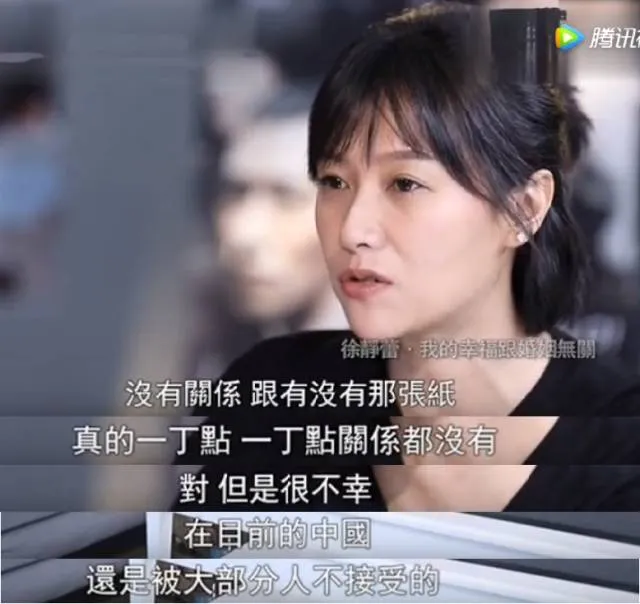 腾讯
徐靜蕾·我的幸福跟婚姻無關
沒有關係 跟有沒有那張紙
真的一丁點 一丁點關係都沒有
對 但是很不幸
在目前的中國
還是被大部分人不接受的